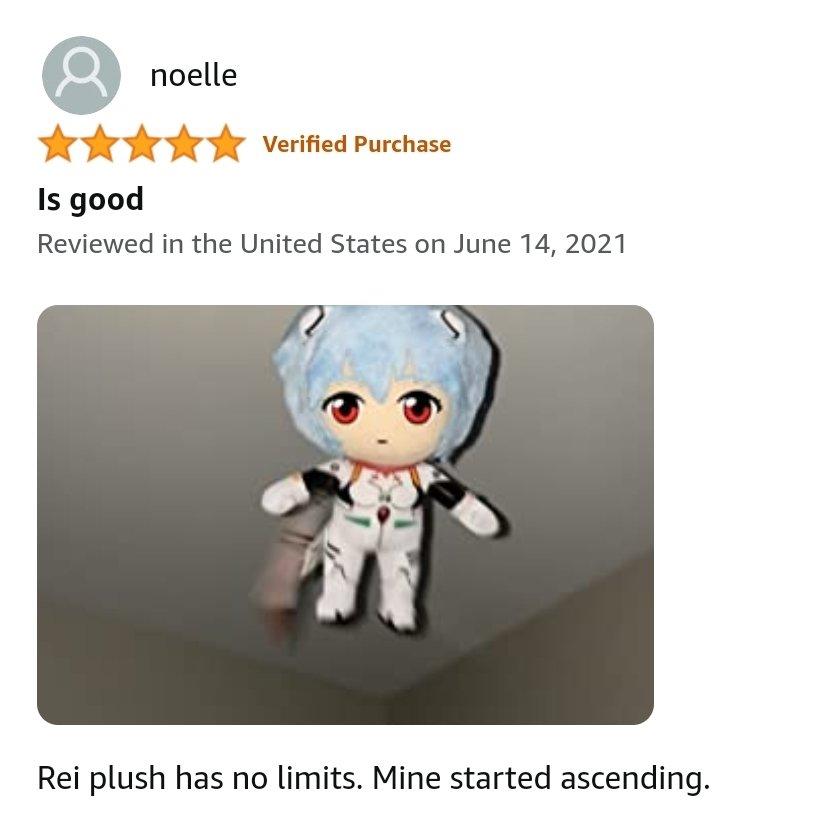 noelle
Verified Purchase
Is good
Reviewed in the United States on June 14, 2021
Rei plush has no limits. Mine started ascending.